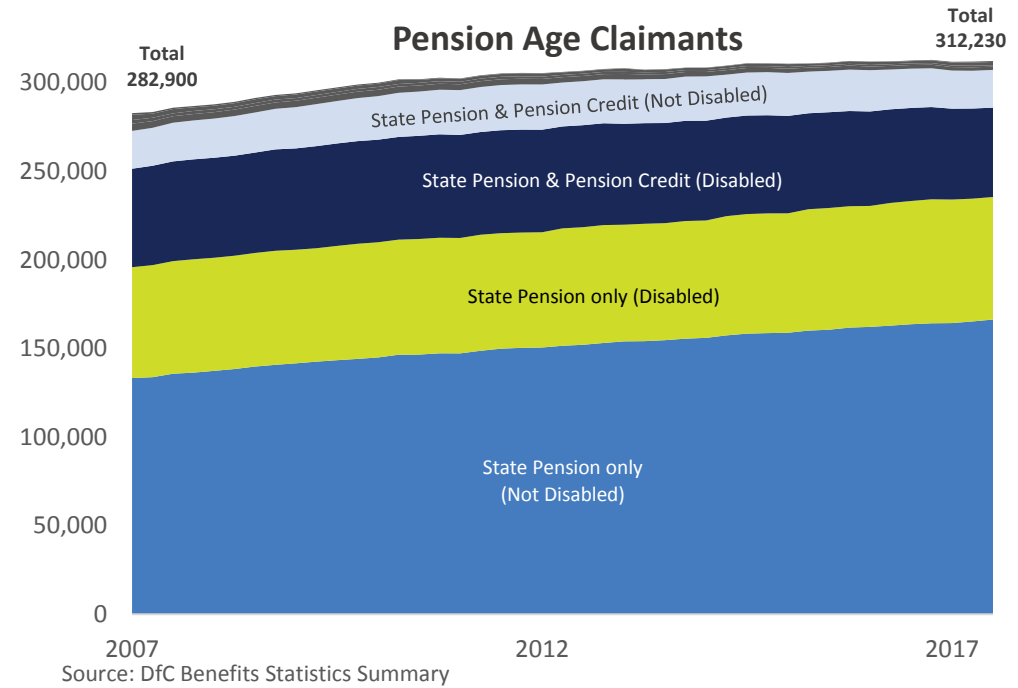 Pension Age Claimants
Total
282,900
Total
312,230
300,000
250,000
200,000
150,000
100,000
50,000
0
State Pension & Pension Credit (Not Disabled)
State Pension & Pension Credit (Disabled)
State Pension only (Disabled)
State Pension only
(Not Disabled)
2007
2012
2017
Source: DfC Benefits Statistics Summary